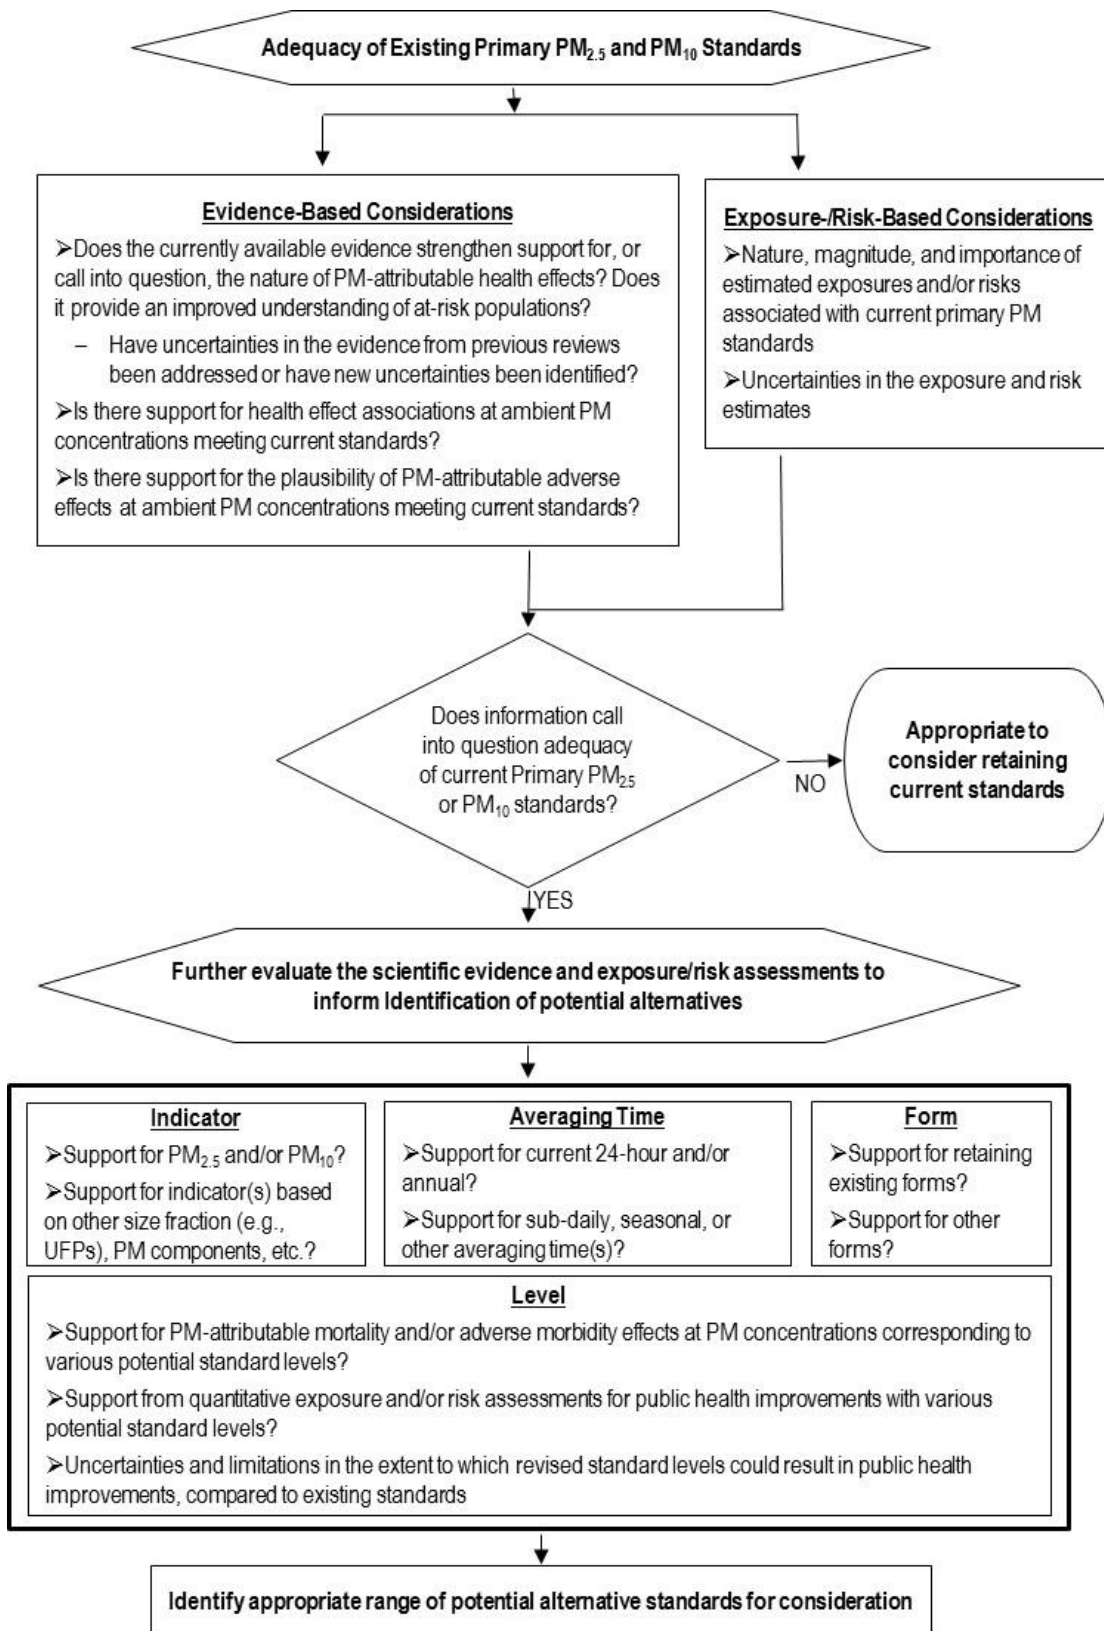 Adequacy of Existing Primary PM₂.₅ and PM₁₀ Standards
Evidence-Based Considerations
➢Does the currently available evidence strengthen support for, or
call into question, the nature of PM-attributable health effects? Does
it provide an improved understanding of at-risk populations?
– Have uncertainties in the evidence from previous reviews
been addressed or have new uncertainties been identified?
➢Is there support for health effect associations at ambient PM
concentrations meeting current standards?
➢Is there support for the plausibility of PM-attributable adverse
effects at ambient PM concentrations meeting current standards?
Exposure-/Risk-Based Considerations
➢Nature, magnitude, and importance of
estimated exposures and/or risks
associated with current primary PM
standards
➢Uncertainties in the exposure and risk
estimates
Does information call
into question adequacy
of current Primary PM₂.₅
or PM₁₀ standards?
NO
Appropriate to
consider retaining
current standards
YES
Further evaluate the scientific evidence and exposure/risk assessments to
inform Identification of potential alternatives
Indicator
➢Support for PM₂.₅ and/or PM₁₀?
➢Support for indicator(s) based
on other size fraction (e.g.,
UFPs), PM components, etc.?
Averaging Time
➢Support for current 24-hour and/or
annual?
➢Support for sub-daily, seasonal, or
other averaging time(s)?
Form
➢Support for retaining
existing forms?
➢Support for other
forms?
Level
➢Support for PM-attributable mortality and/or adverse morbidity effects at PM concentrations corresponding to
various potential standard levels?
➢Support from quantitative exposure and/or risk assessments for public health improvements with various
potential standard levels?
➢Uncertainties and limitations in the extent to which revised standard levels could result in public health
improvements, compared to existing standards
Identify appropriate range of potential alternative standards for consideration